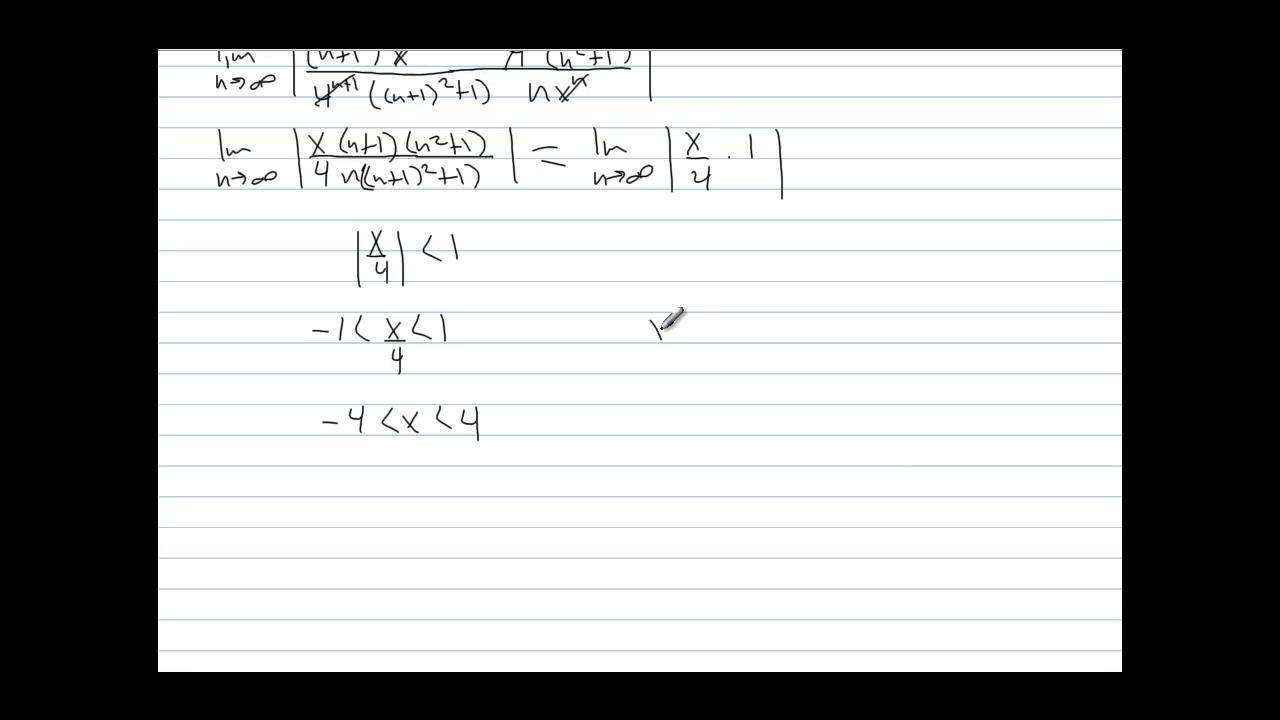 lim n→∞ | (n+1) x (n²+1) / 4ⁿ⁺¹ ((n+1)²+1) n xⁿ |
lim n→∞ | x (n+1) (n²+1) / 4 n((n+1)²+1) | = lim n→∞ | x/4 · 1 |
| x/4 | < 1
-1 < x/4 < 1
-4 < x < 4